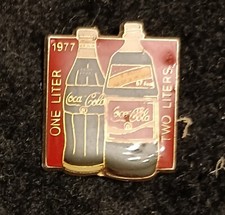 1977
ONE LITER
Coca-Cola
Coca-Cola
TWO LITERS